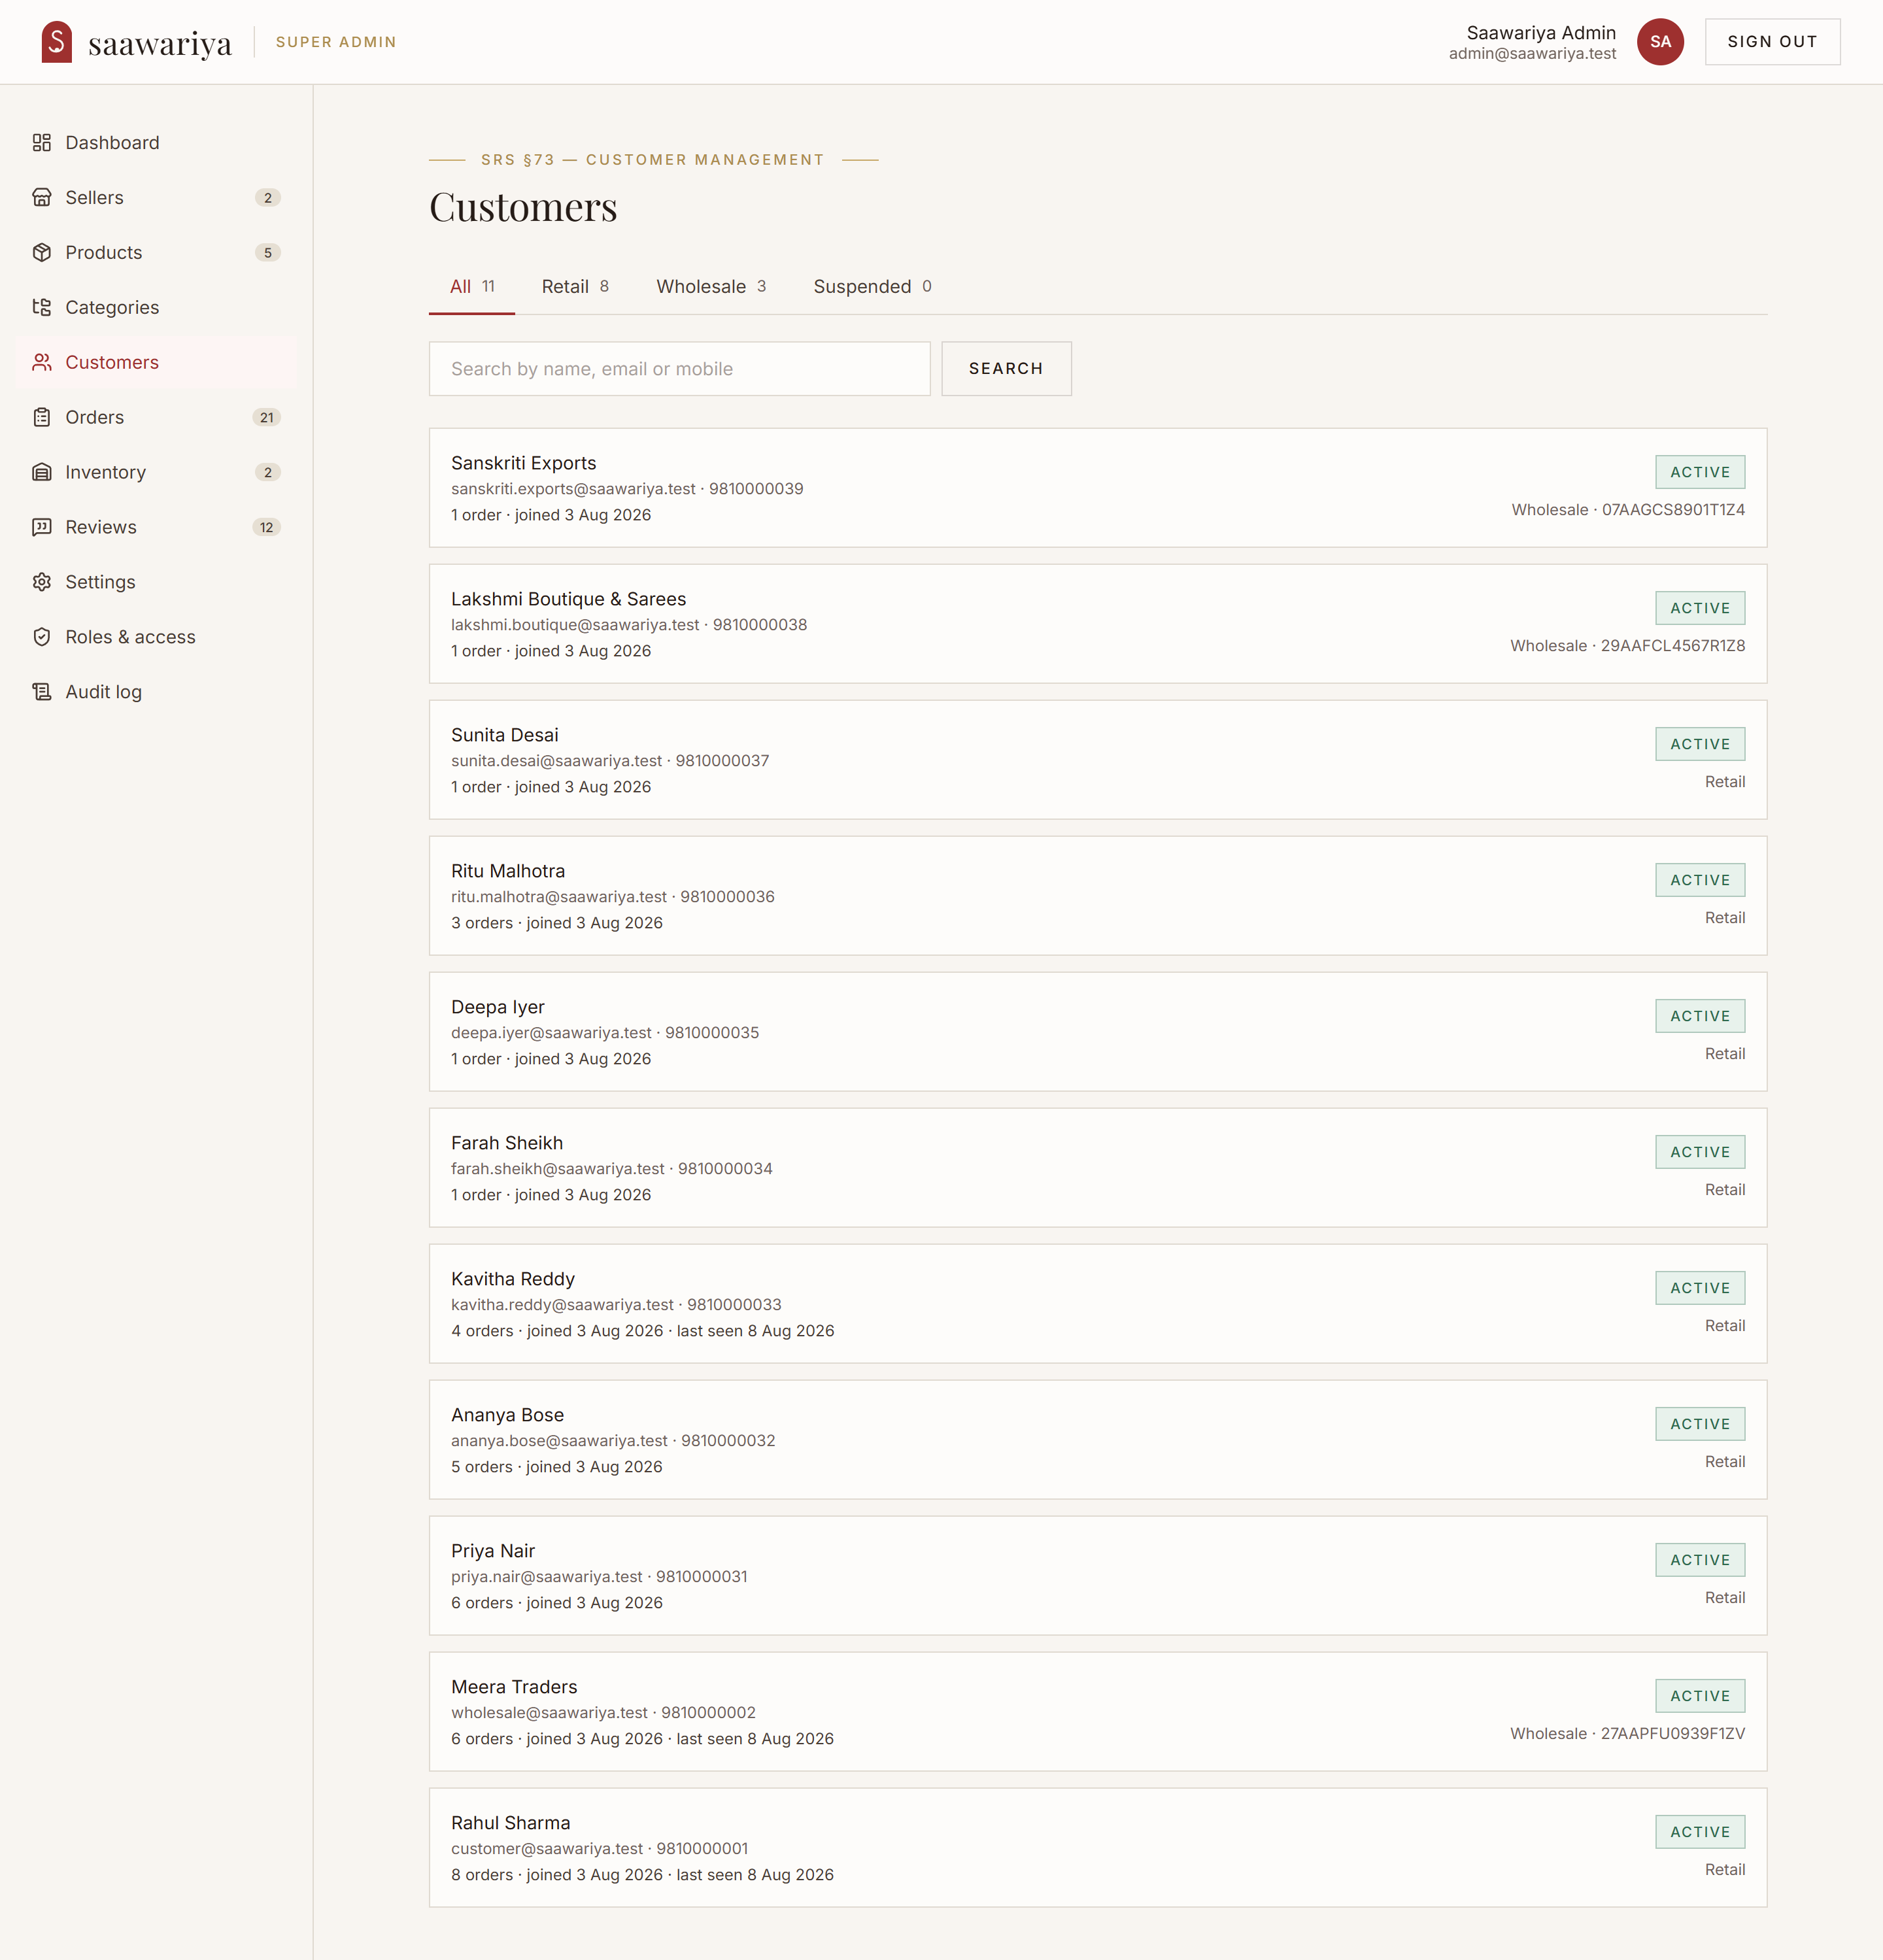 saawariya
SUPER ADMIN
Saawariya Admin
admin@saawariya.test
SA
SIGN OUT
Dashboard
Sellers 2
Products 5
Categories
Customers
Orders 21
Inventory 2
Reviews 12
Settings
Roles & access
Audit log
SRS §73 — CUSTOMER MANAGEMENT
Customers
All 11 Retail 8 Wholesale 3 Suspended 0
Search by name, email or mobile
SEARCH
Sanskriti Exports
sanskriti.exports@saawariya.test · 9810000039
1 order · joined 3 Aug 2026
ACTIVE
Wholesale · 07AAGCS8901T1Z4
Lakshmi Boutique & Sarees
lakshmi.boutique@saawariya.test · 9810000038
1 order · joined 3 Aug 2026
ACTIVE
Wholesale · 29AAFCL4567R1Z8
Sunita Desai
sunita.desai@saawariya.test · 9810000037
1 order · joined 3 Aug 2026
ACTIVE
Retail
Ritu Malhotra
ritu.malhotra@saawariya.test · 9810000036
3 orders · joined 3 Aug 2026
ACTIVE
Retail
Deepa Iyer
deepa.iyer@saawariya.test · 9810000035
1 order · joined 3 Aug 2026
ACTIVE
Retail
Farah Sheikh
farah.sheikh@saawariya.test · 9810000034
1 order · joined 3 Aug 2026
ACTIVE
Retail
Kavitha Reddy
kavitha.reddy@saawariya.test · 9810000033
4 orders · joined 3 Aug 2026 · last seen 8 Aug 2026
ACTIVE
Retail
Ananya Bose
ananya.bose@saawariya.test · 9810000032
5 orders · joined 3 Aug 2026
ACTIVE
Retail
Priya Nair
priya.nair@saawariya.test · 9810000031
6 orders · joined 3 Aug 2026
ACTIVE
Retail
Meera Traders
wholesale@saawariya.test · 9810000002
6 orders · joined 3 Aug 2026 · last seen 8 Aug 2026
ACTIVE
Wholesale · 27AAPFU0939F1ZV
Rahul Sharma
customer@saawariya.test · 9810000001
8 orders · joined 3 Aug 2026 · last seen 8 Aug 2026
ACTIVE
Retail